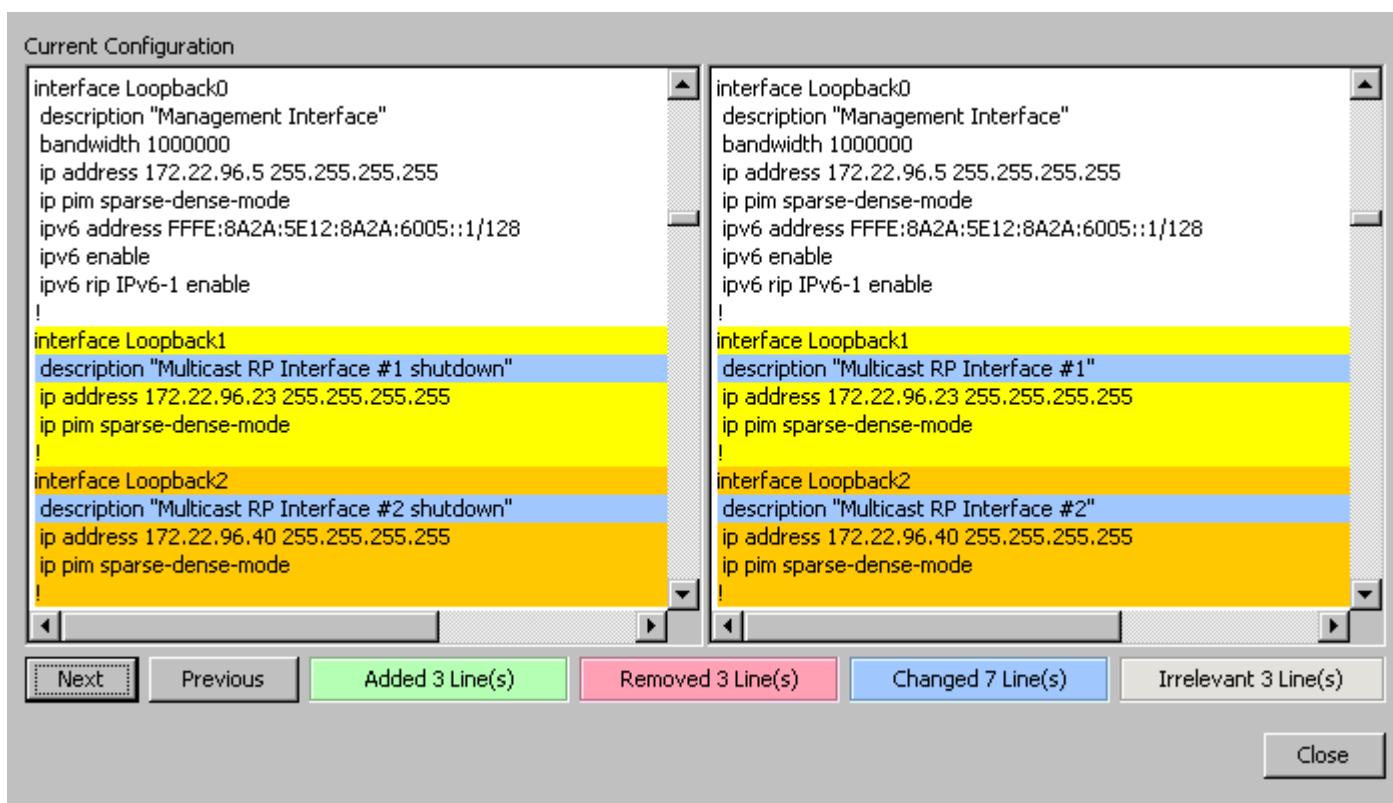 Current Configuration
interface Loopback0
description "Management Interface"
bandwidth 1000000
ip address 172.22.96.5 255.255.255.255
ip pim sparse-dense-mode
ipv6 address FFFE:8A2A:5E12:8A2A:6005::1/128
ipv6 enable
ipv6 rip IPv6-1 enable
!
interface Loopback1
description "Multicast RP Interface #1 shutdown"
ip address 172.22.96.23 255.255.255.255
ip pim sparse-dense-mode
!
interface Loopback2
description "Multicast RP Interface #2 shutdown"
ip address 172.22.96.40 255.255.255.255
ip pim sparse-dense-mode
!
interface Loopback0
description "Management Interface"
bandwidth 1000000
ip address 172.22.96.5 255.255.255.255
ip pim sparse-dense-mode
ipv6 address FFFE:8A2A:5E12:8A2A:6005::1/128
ipv6 enable
ipv6 rip IPv6-1 enable
!
interface Loopback1
description "Multicast RP Interface #1"
ip address 172.22.96.23 255.255.255.255
ip pim sparse-dense-mode
!
interface Loopback2
description "Multicast RP Interface #2"
ip address 172.22.96.40 255.255.255.255
ip pim sparse-dense-mode
!
Next
Previous
Added 3 Line(s)
Removed 3 Line(s)
Changed 7 Line(s)
Irrelevant 3 Line(s)
Close